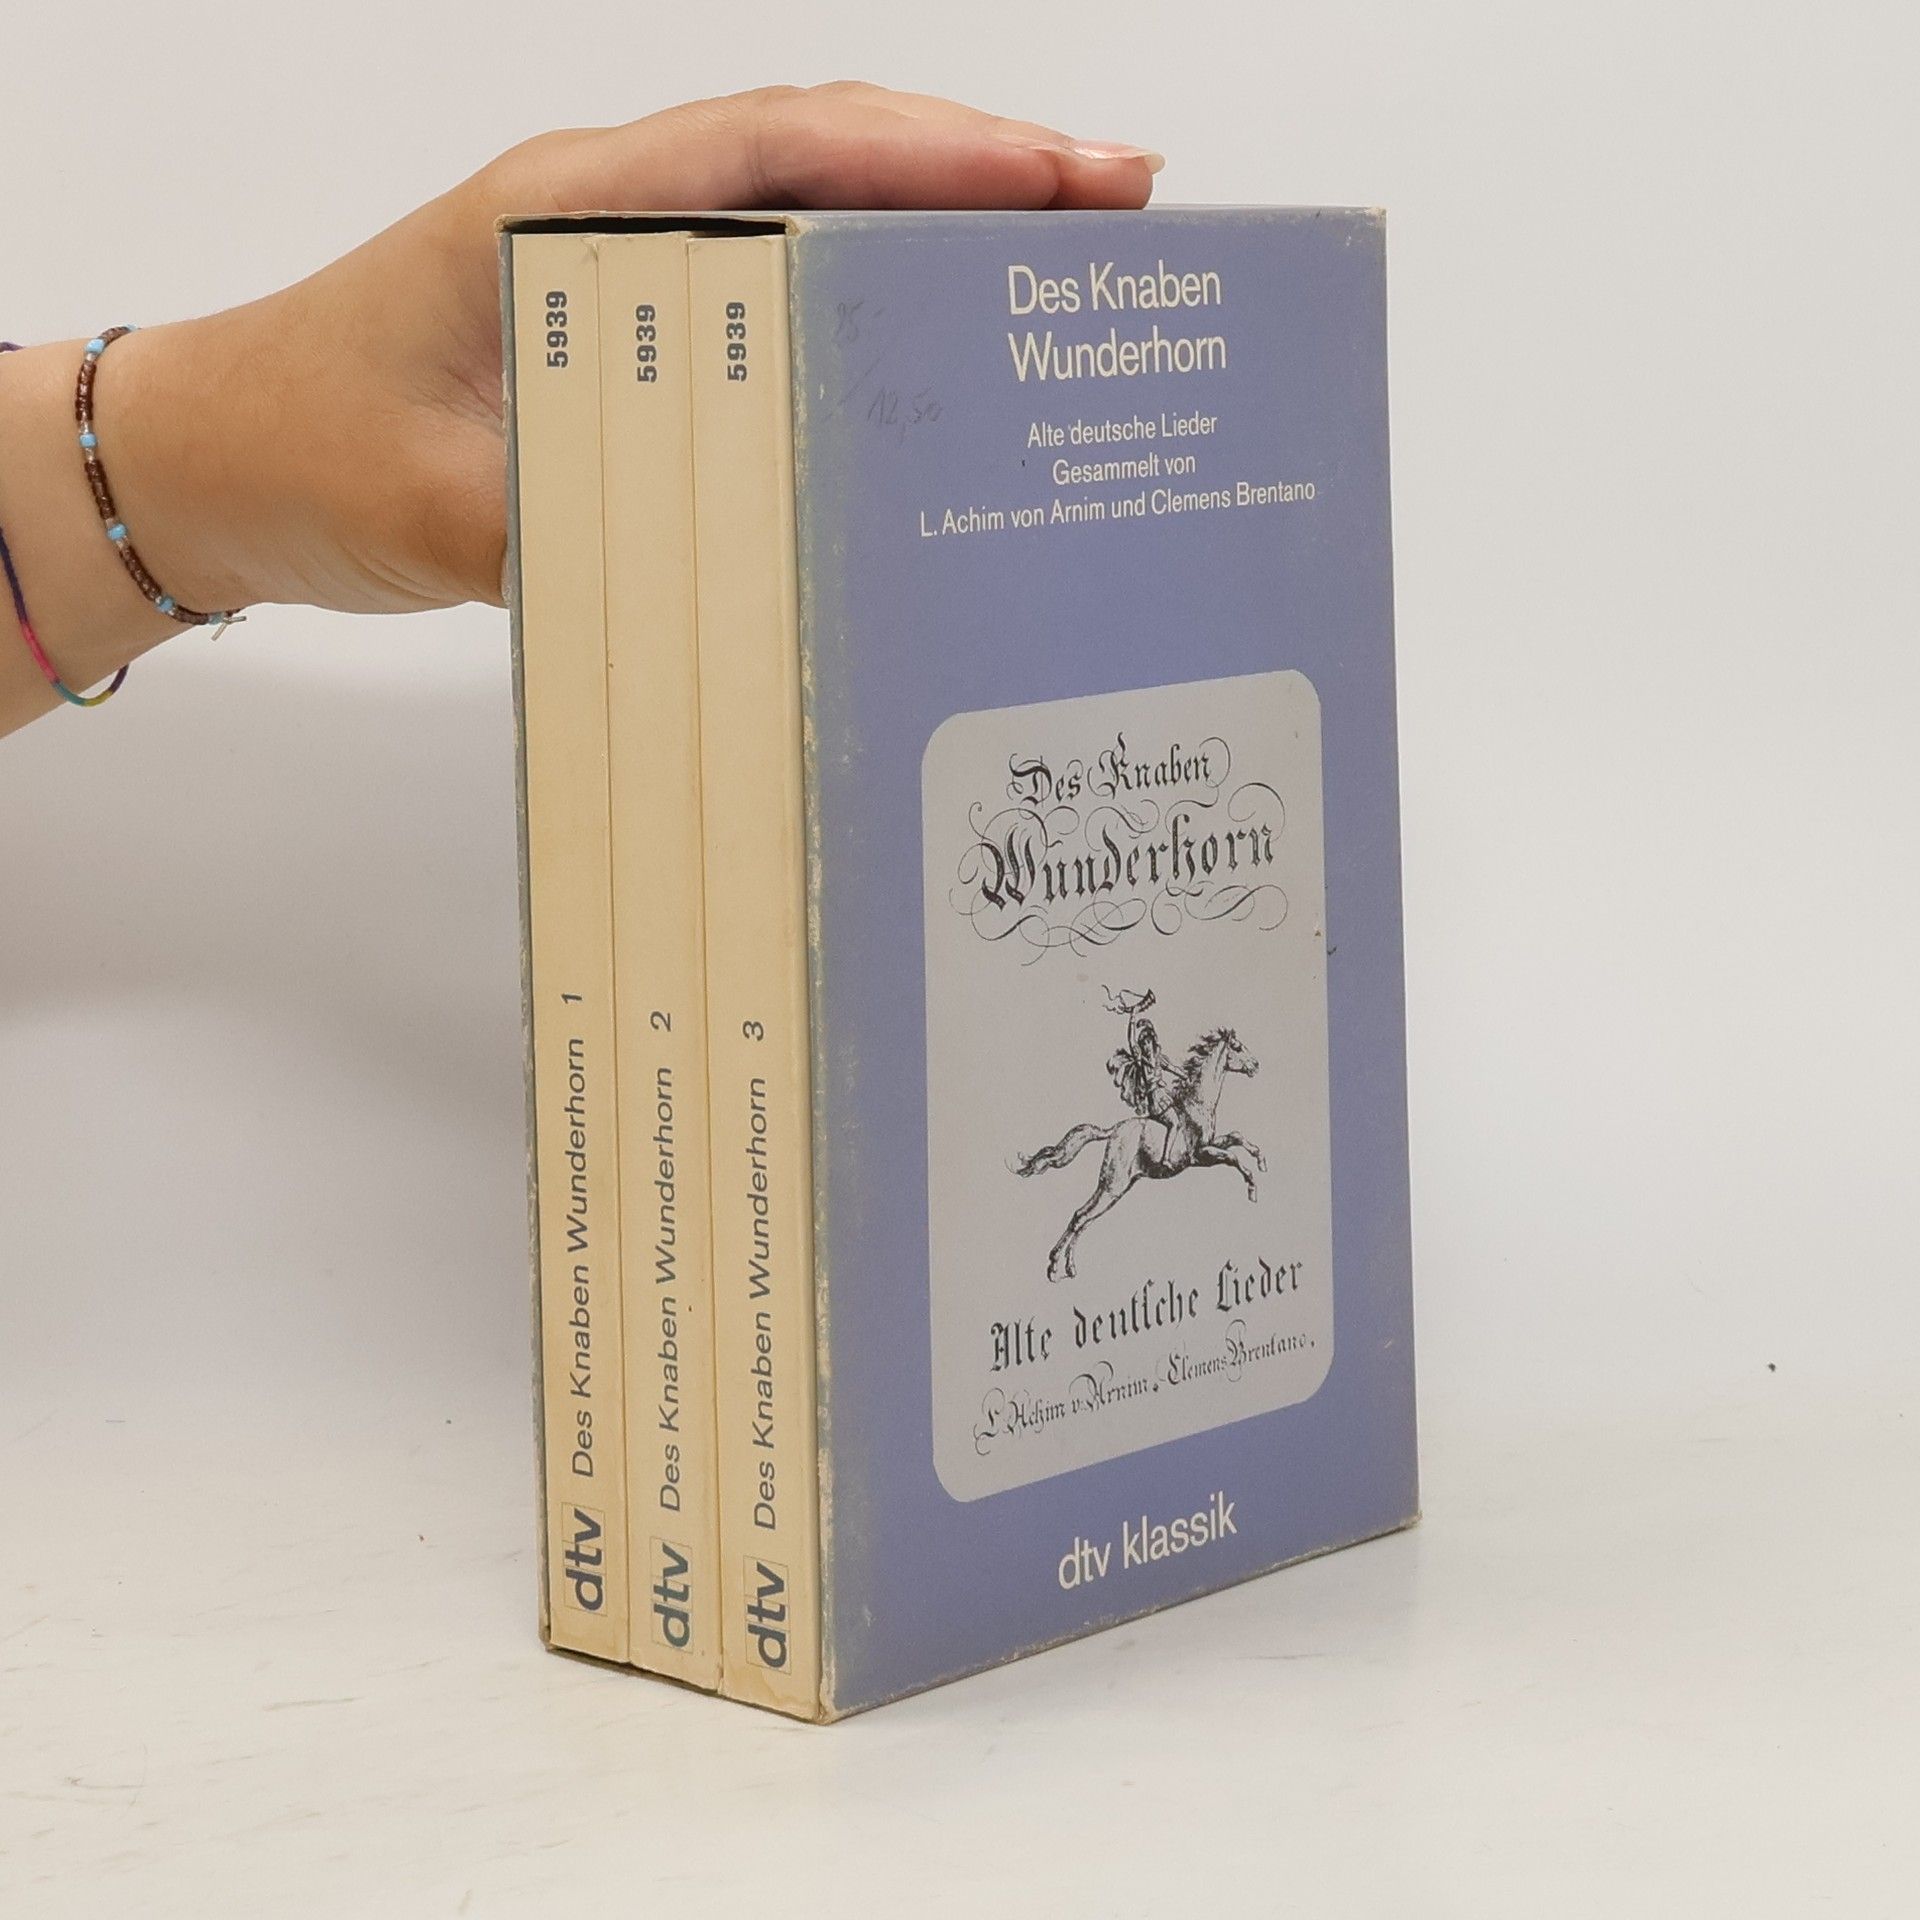 5939
5939
5939
Des Knaben Wunderhorn 1
Des Knaben Wunderhorn 2
Des Knaben Wunderhorn 3
dtv
dtv
dtv
Des Knaben
Wunderhorn
12,50
Alte deutsche Lieder
Gesammelt von
L. Achim von Arnim und Clemens Brentano
Des Knaben
Wunderhorn
Alte deutſche Lieder
L. Achim v. Arnim. Clemens Brentano.
dtv klassik